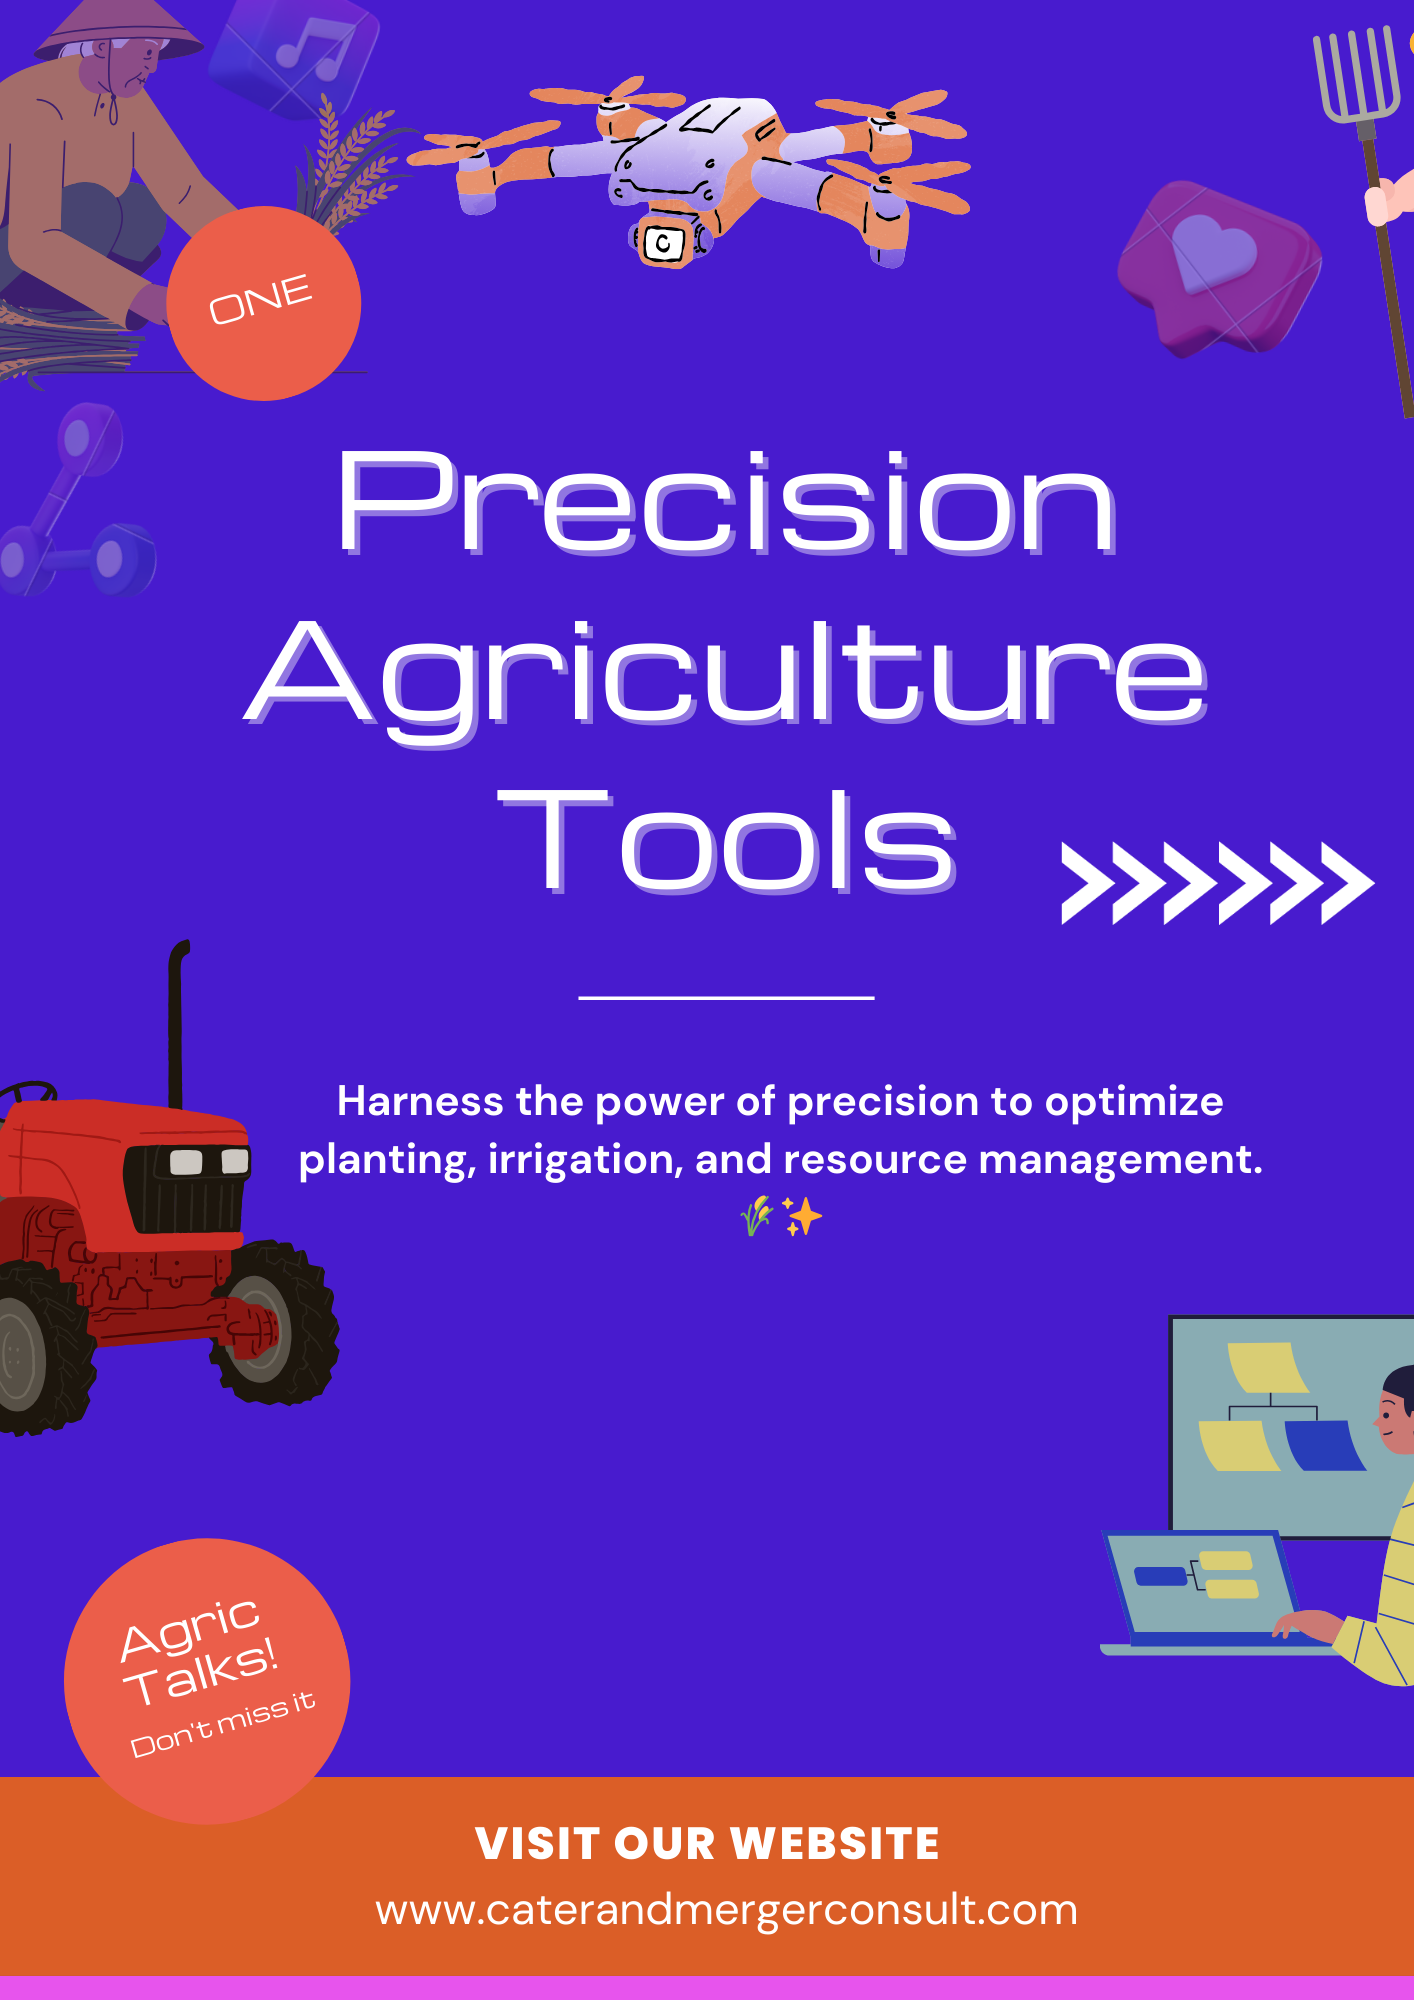 ONE
Precision
Agriculture
Tools
Harness the power of precision to optimize
planting, irrigation, and resource management.
🌾✨
Agric
Talks!
Don't miss it
VISIT OUR WEBSITE
www.caterandmergerconsult.com